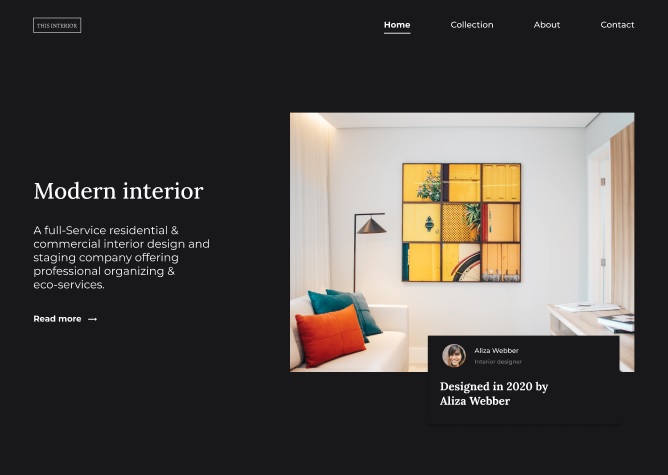 THIS INTERIOR
Home
Collection
About
Contact
Modern interior
A full-Service residential &
commercial interior design and
staging company offering
professional organizing &
eco-services.
Read more →
Aliza Webber
Interior designer
Designed in 2020 by
Aliza Webber